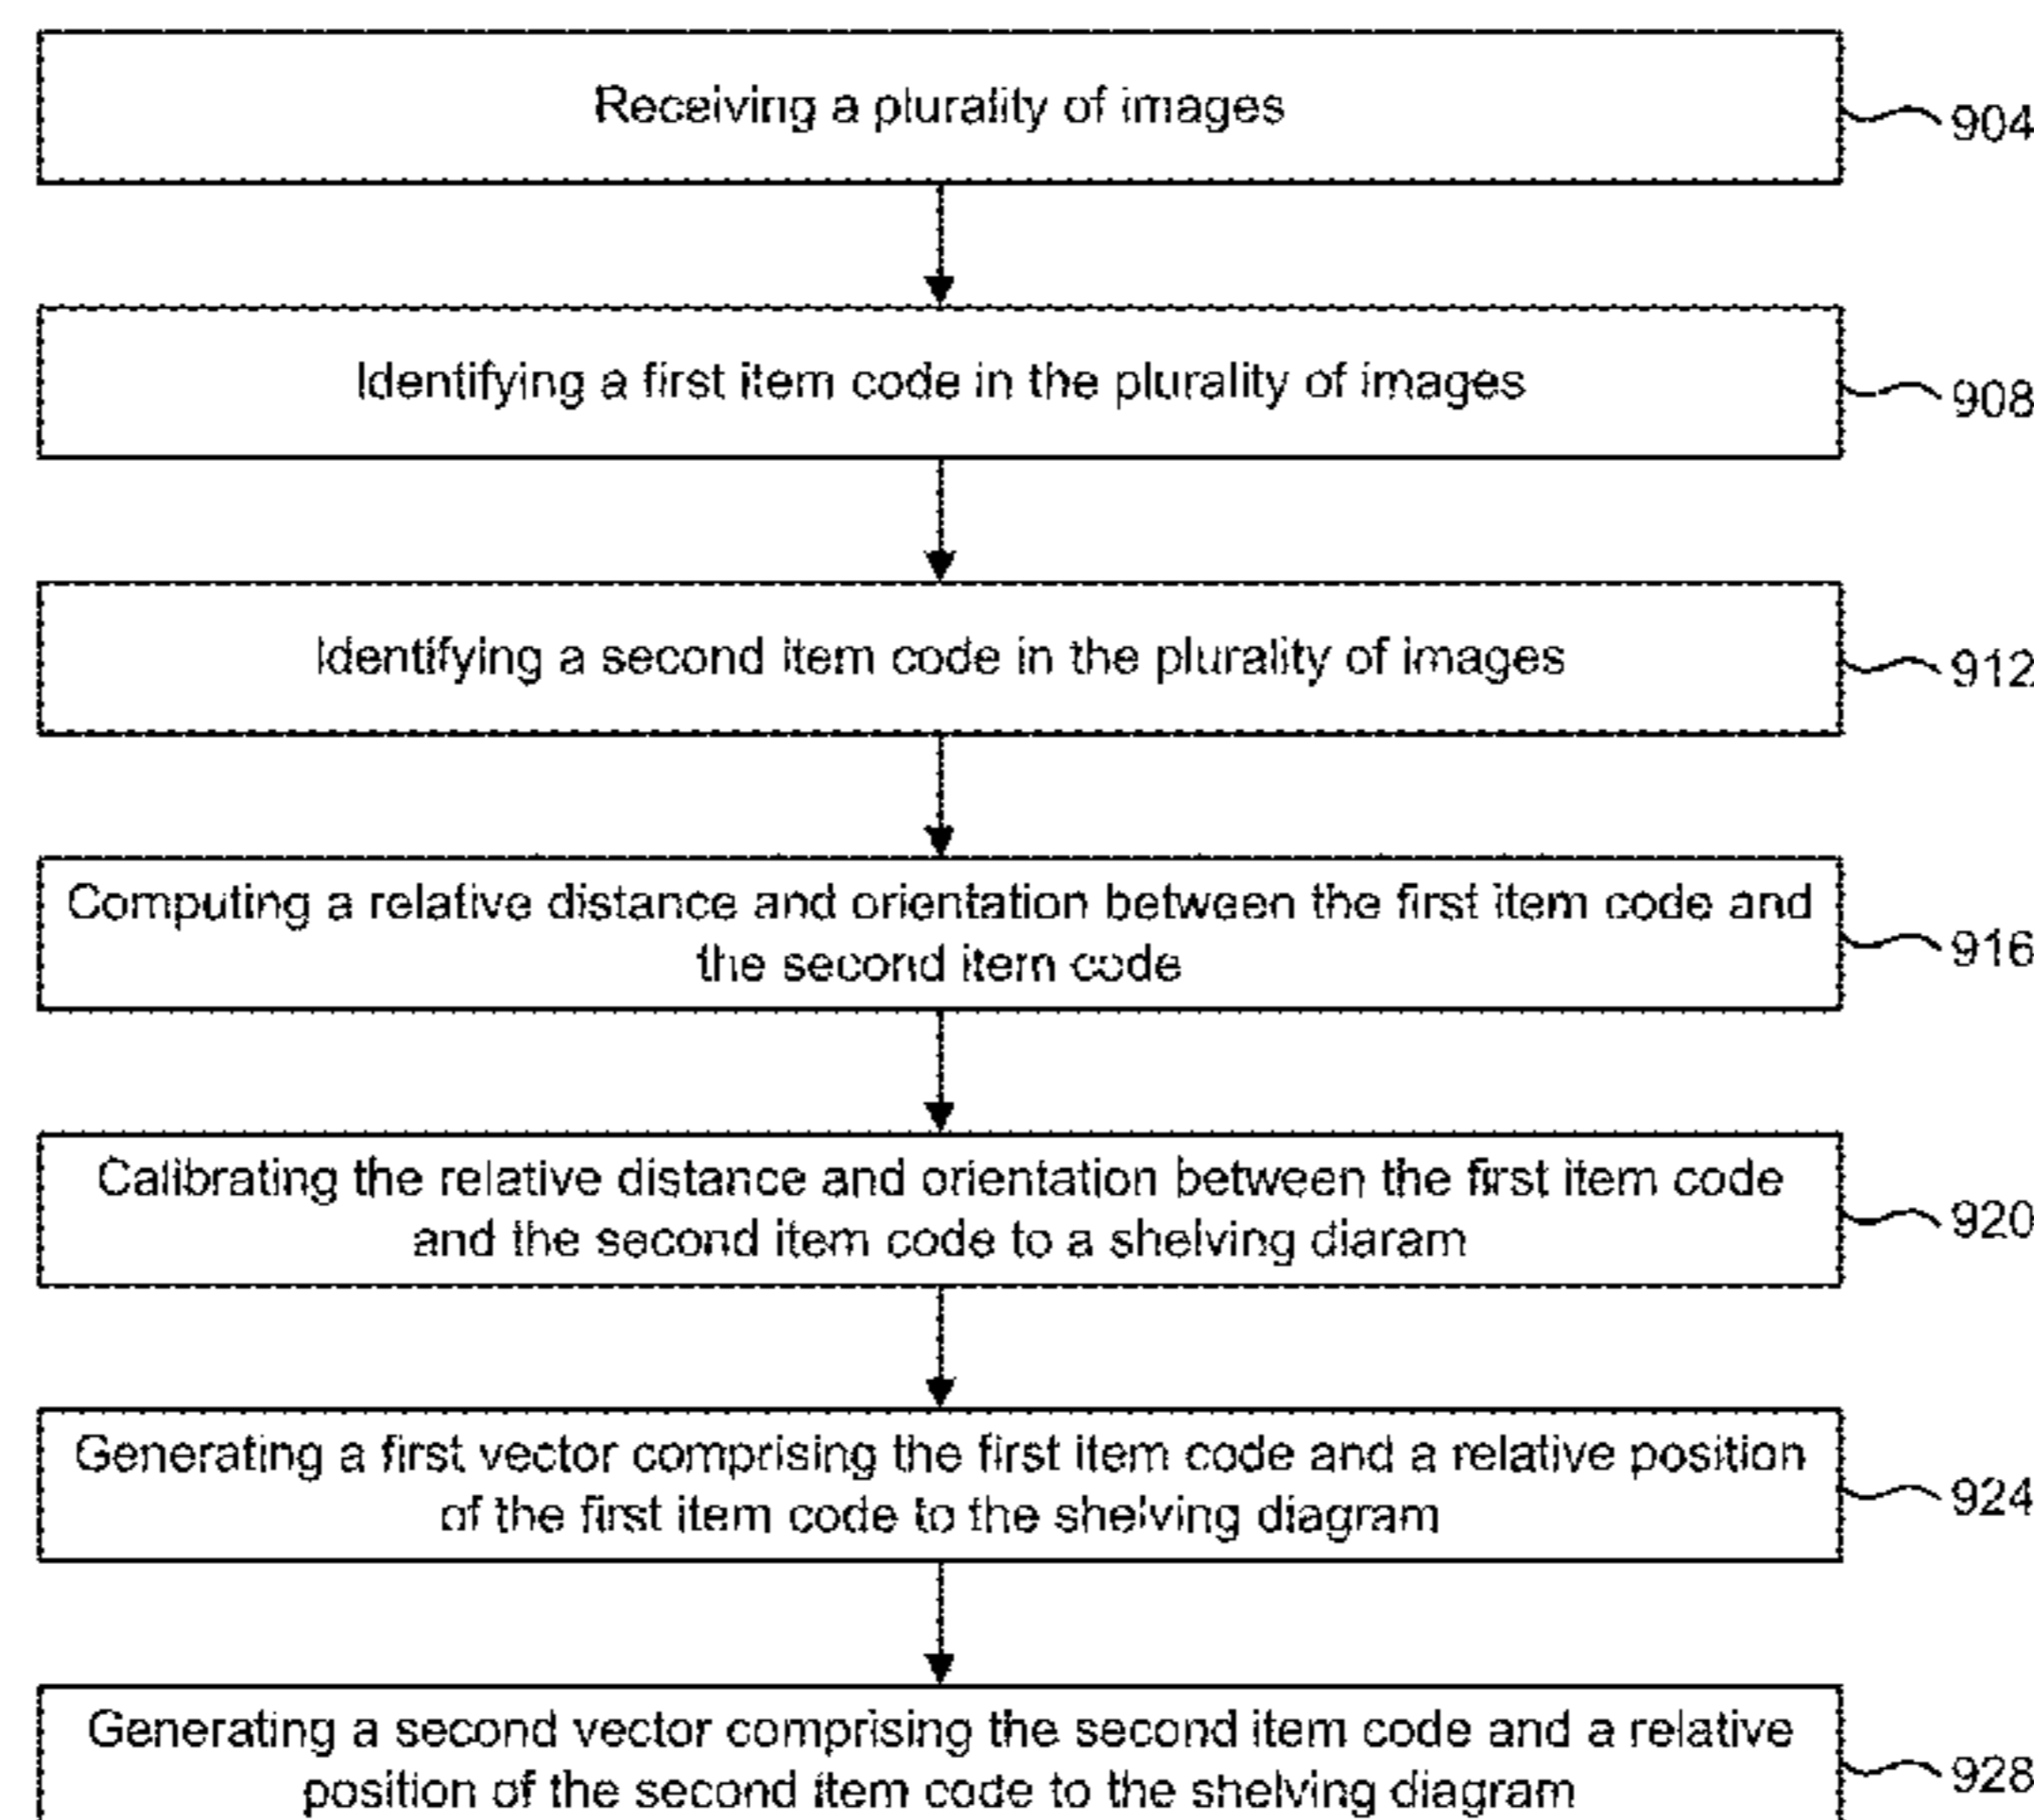 Receiving a plurality of images
904
Identifying a first item code in the plurality of images
908
Identifying a second item code in the plurality of images
912
Computing a relative distance and orientation between the first item code and
the second item code
916
Calibrating the relative distance and orientation between the first item code
and the second item code to a shelving diaram
920
Generating a first vector comprising the first item code and a relative position
of the first item code to the shelving diagram
924
Generating a second vector comprising the second item code and a relative
position of the second item code to the shelving diagram
928